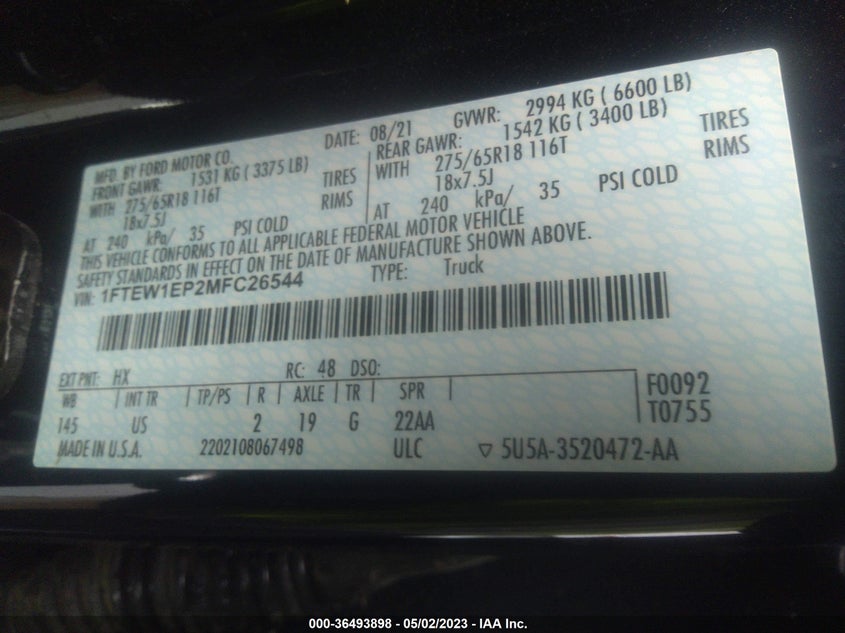 MFD. BY FORD MOTOR CO. DATE: 08/21 GVWR: 2994 KG ( 6600 LB)
FRONT GAWR: 1531 KG ( 3375 LB) REAR GAWR: 1542 KG ( 3400 LB)
WITH 275/65R18 116T TIRES WITH 275/65R18 116T TIRES
18x7.5J RIMS 18x7.5J RIMS
AT 240 kPa/ 35 PSI COLD AT 240 kPa/ 35 PSI COLD
THIS VEHICLE CONFORMS TO ALL APPLICABLE FEDERAL MOTOR VEHICLE
SAFETY STANDARDS IN EFFECT ON THE DATE OF MANUFACTURE SHOWN ABOVE.
VIN: 1FTEW1EP2MFC26544 TYPE: Truck
EXT PNT: HX RC: 48 DSO:
WB INT TR TP/PS R AXLE TR SPR F0092
145 US 2 19 G 22AA T0755
MADE IN U.S.A. 2202108067498 ULC ▽ 5U5A-3520472-AA
000-36493898 - 05/02/2023 - IAA Inc.